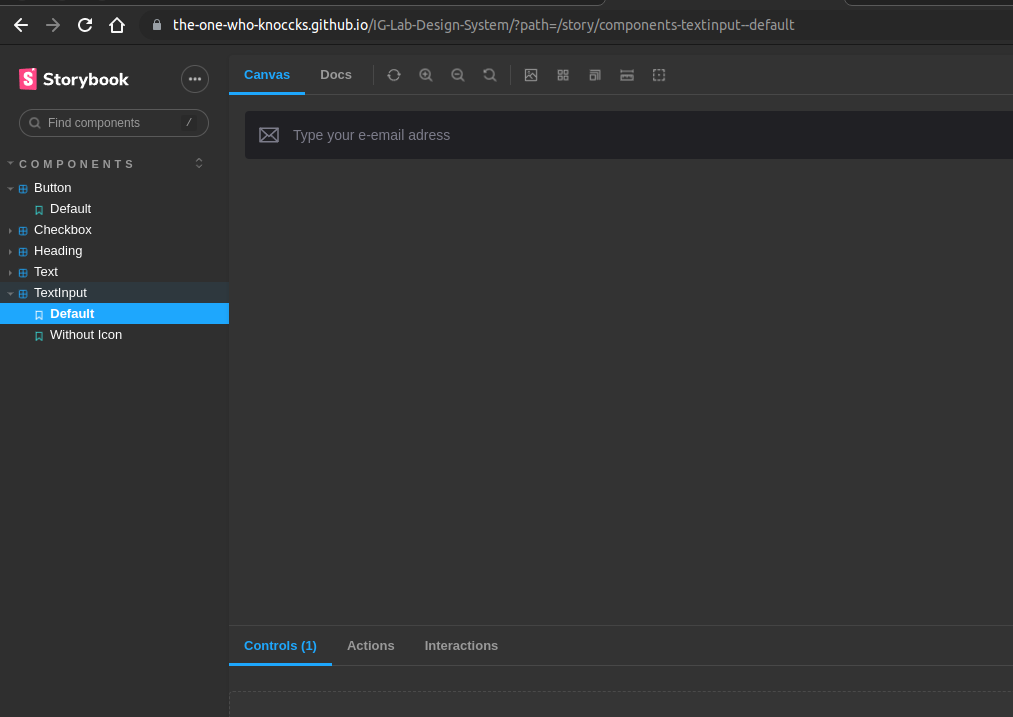 the-one-who-knoccks.github.io/IG-Lab-Design-System/?path=/story/components-textinput--default
Storybook
Find components /
COMPONENTS
Button
Default
Checkbox
Heading
Text
TextInput
Default
Without Icon
Canvas Docs
Type your e-email adress
Controls (1) Actions Interactions